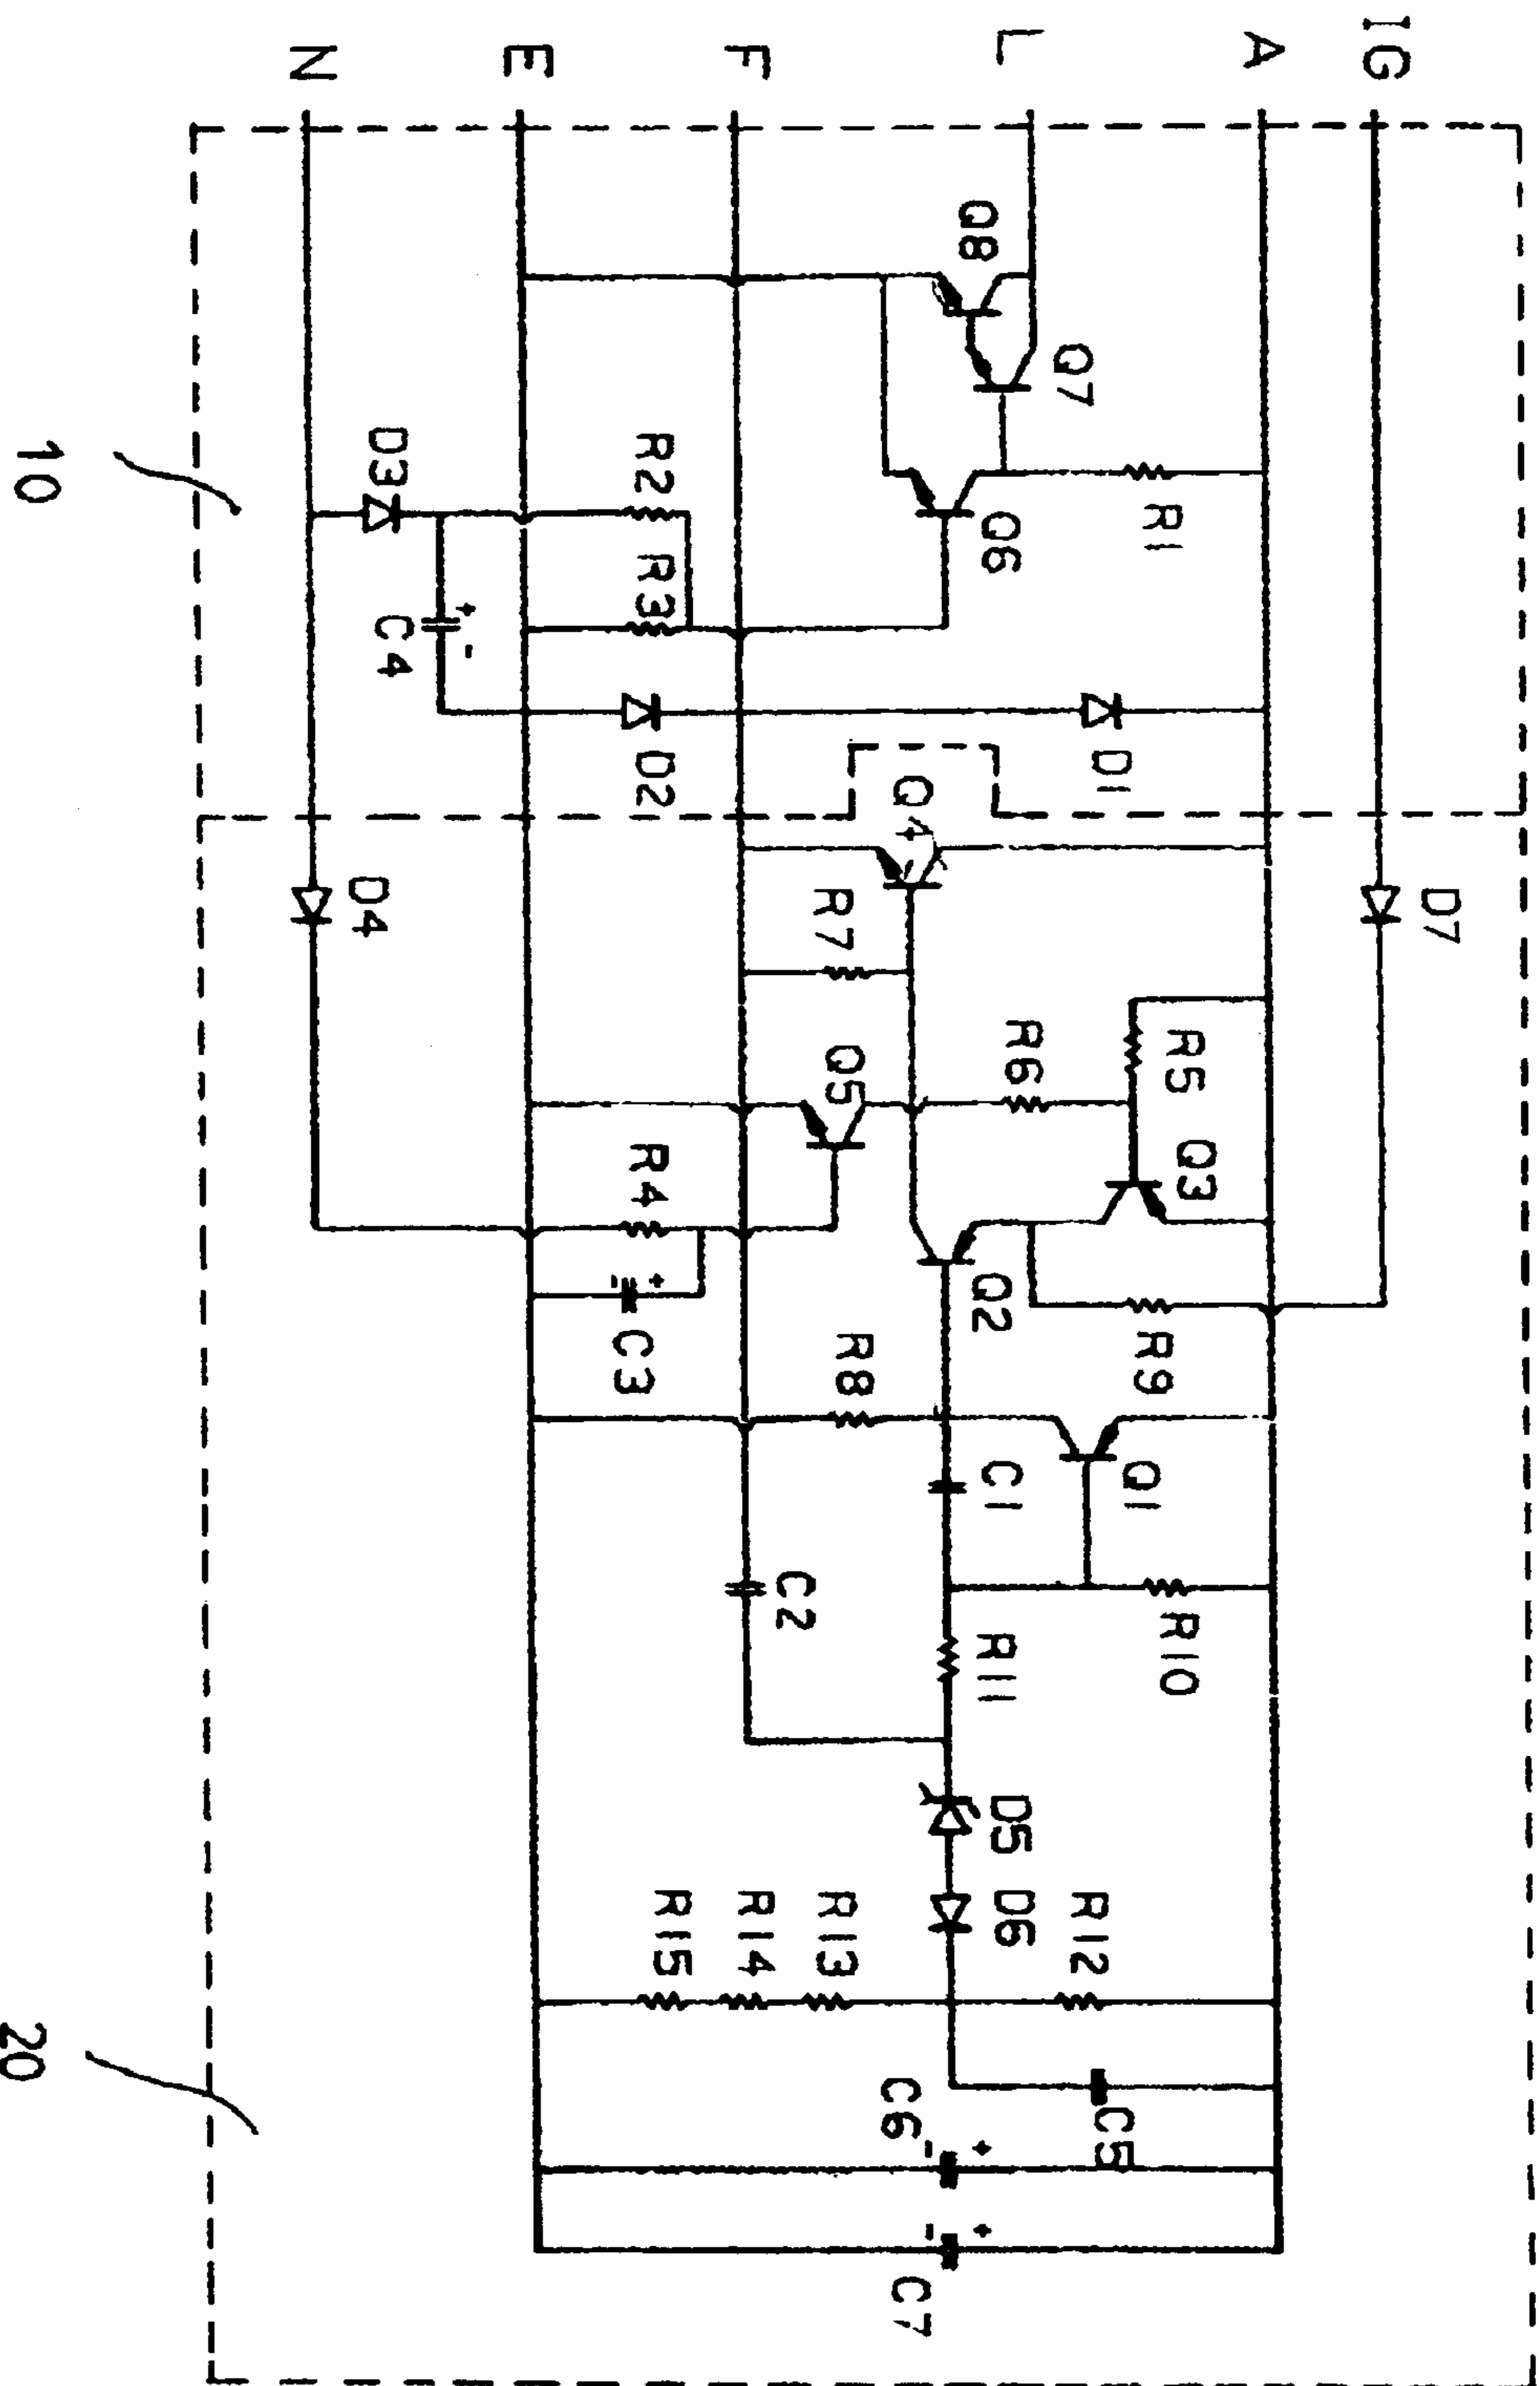 IG
A
L
F
E
N
Q8
Q7
Q6
R1
R2
R3
D3
C4
+
-
D2
D1
Q4
R7
D4
D7
R5
R6
Q5
Q3
R4
Q2
C3
+
-
R9
R8
Q1
C1
C2
R10
R11
D5
D6
R12
R13
R14
R15
C5
C6
+
-
C7
+
-
10
20